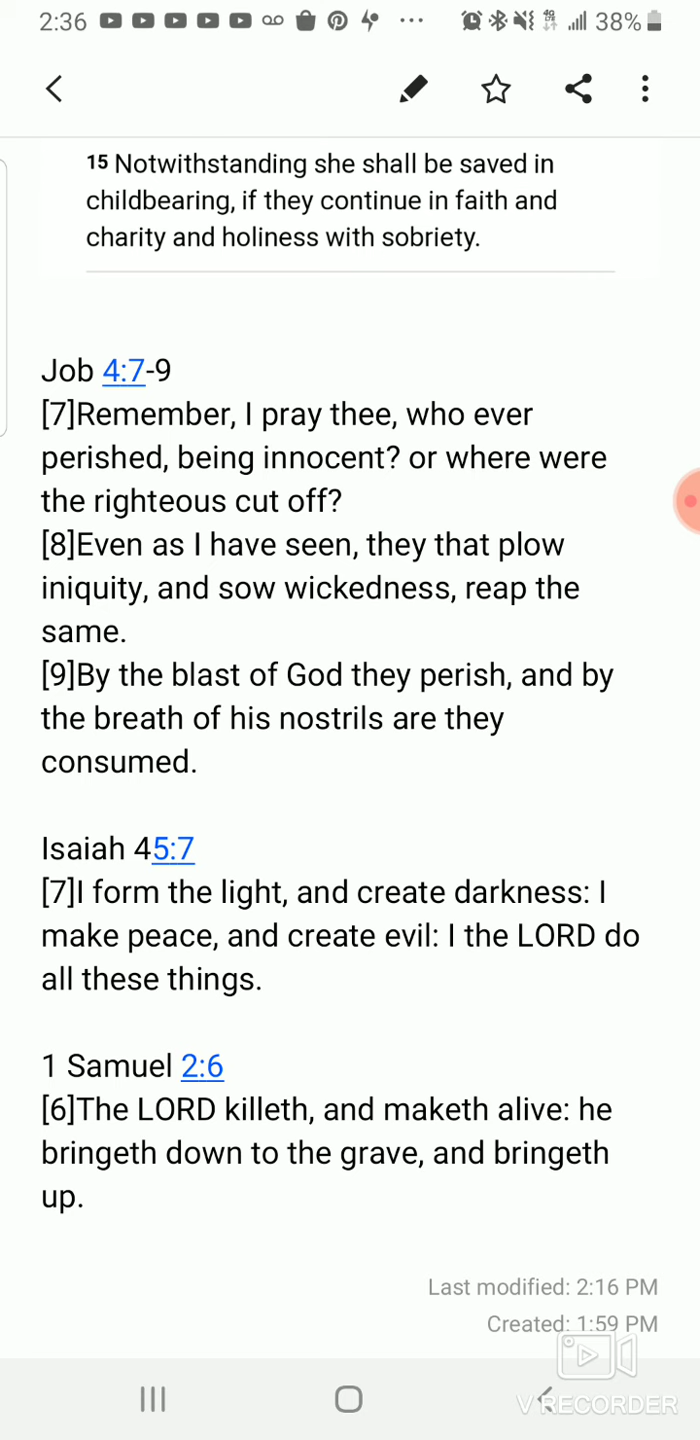 2:36 38%
15 Notwithstanding she shall be saved in
childbearing, if they continue in faith and
charity and holiness with sobriety.
Job 4:7-9
[7]Remember, I pray thee, who ever
perished, being innocent? or where were
the righteous cut off?
[8]Even as I have seen, they that plow
iniquity, and sow wickedness, reap the
same.
[9]By the blast of God they perish, and by
the breath of his nostrils are they
consumed.
Isaiah 45:7
[7]I form the light, and create darkness: I
make peace, and create evil: I the LORD do
all these things.
1 Samuel 2:6
[6]The LORD killeth, and maketh alive: he
bringeth down to the grave, and bringeth
up.
Last modified: 2:16 PM
Created: 1:59 PM
V RECORDER